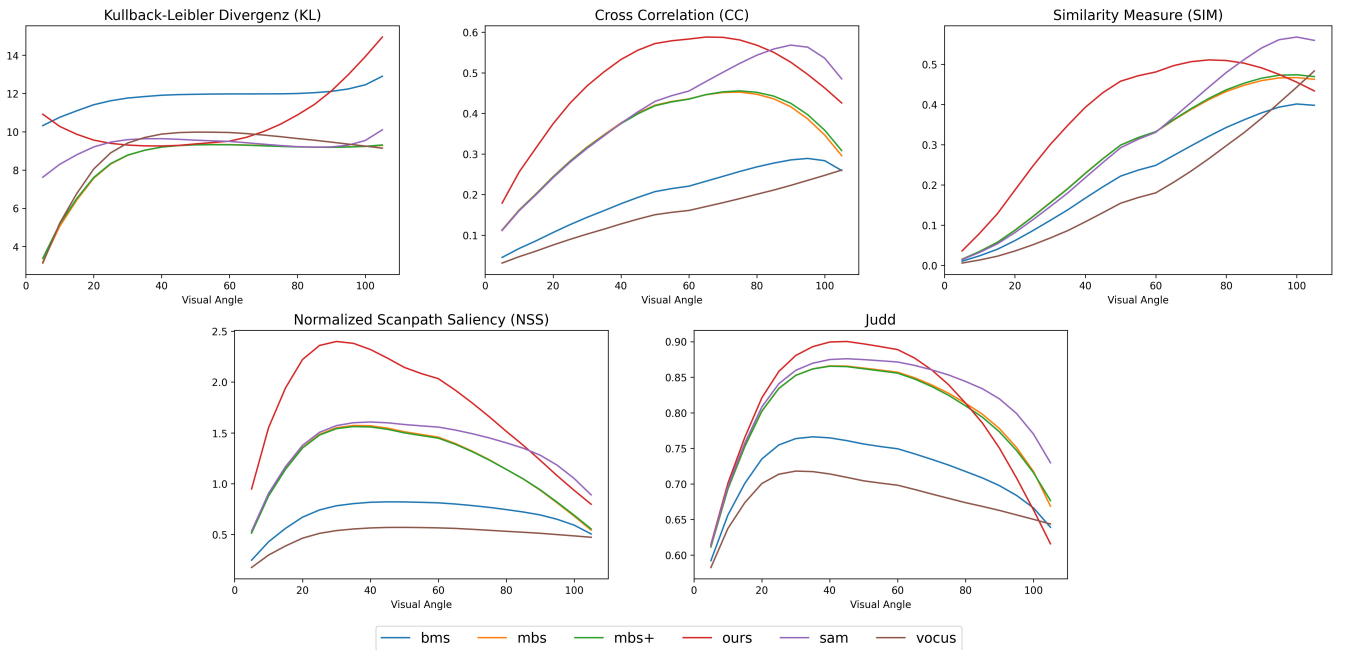 Kullback-Leibler Divergenz (KL)
14
12
10
8
6
4
0 20 40 60 80 100
Visual Angle
Cross Correlation (CC)
0.6
0.5
0.4
0.3
0.2
0.1
0 20 40 60 80 100
Visual Angle
Similarity Measure (SIM)
0.5
0.4
0.3
0.2
0.1
0.0
0 20 40 60 80 100
Visual Angle
Normalized Scanpath Saliency (NSS)
2.5
2.0
1.5
1.0
0.5
0 20 40 60 80 100
Visual Angle
Judd
0.90
0.85
0.80
0.75
0.70
0.65
0.60
0 20 40 60 80 100
Visual Angle
bms mbs mbs+ ours sam vocus